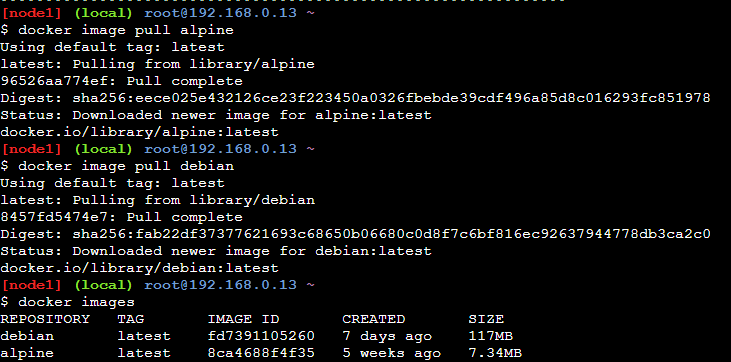 [node1] (local) root@192.168.0.13 ~
$ docker image pull alpine
Using default tag: latest
latest: Pulling from library/alpine
96526aa774ef: Pull complete
Digest: sha256:eece025e432126ce23f223450a0326fbebde39cdf496a85d8c016293fc851978
Status: Downloaded newer image for alpine:latest
docker.io/library/alpine:latest
[node1] (local) root@192.168.0.13 ~
$ docker image pull debian
Using default tag: latest
latest: Pulling from library/debian
8457fd5474e7: Pull complete
Digest: sha256:fab22df37377621693c68650b06680c0d8f7c6bf816ec92637944778db3ca2c0
Status: Downloaded newer image for debian:latest
docker.io/library/debian:latest
[node1] (local) root@192.168.0.13 ~
$ docker images
REPOSITORY   TAG       IMAGE ID       CREATED       SIZE
debian       latest    fd7391105260   7 days ago    117MB
alpine       latest    8ca4688f4f35   5 weeks ago   7.34MB